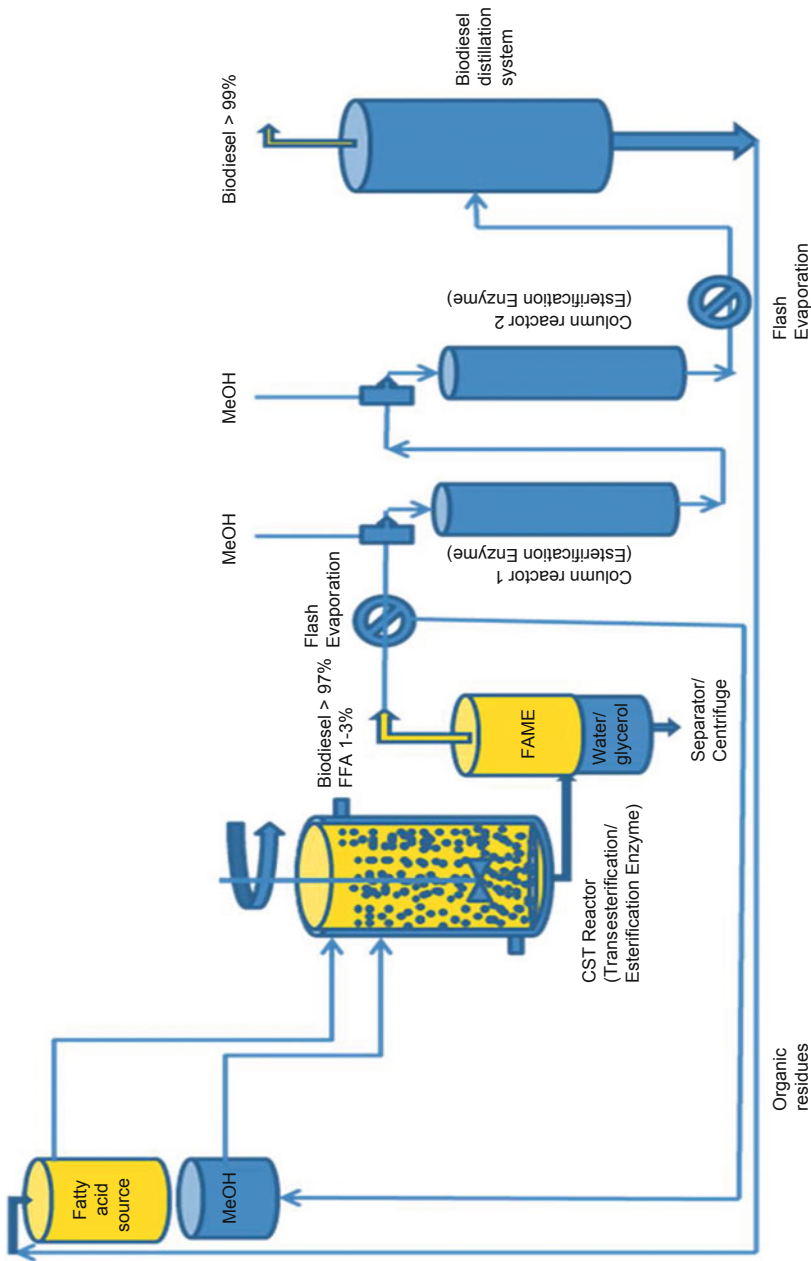 Fatty
acid
source
MeOH
CST Reactor
(Transesterification/
Esterification Enzyme)
Biodiesel > 97%
FFA 1-3%
FAME
Water/
glycerol
Separator/
Centrifuge
Flash
Evaporation
MeOH
Column reactor 1
(Esterification Enzyme)
MeOH
Column reactor 2
(Esterification Enzyme)
Flash
Evaporation
Biodiesel > 99%
Biodiesel
distillation
system
Organic
residues